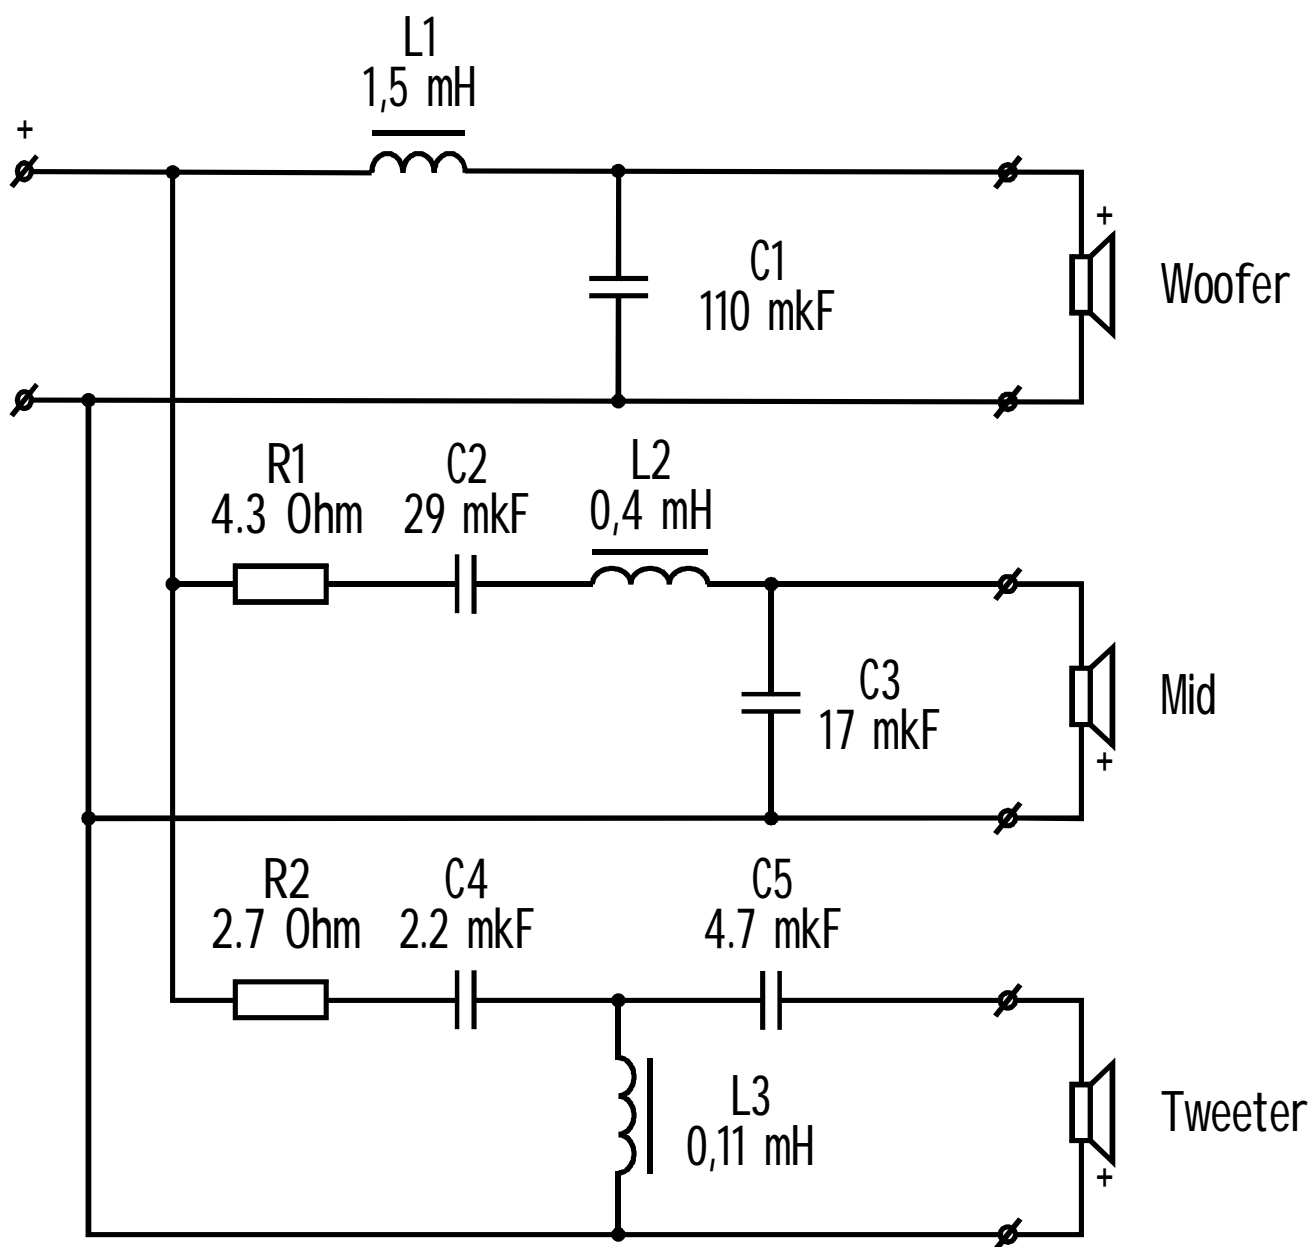 L1
1,5 mH
+
+
C1
110 mkF
Woofer
R1
4.3 Ohm
C2
29 mkF
L2
0,4 mH
C3
17 mkF
Mid
+
R2
2.7 Ohm
C4
2.2 mkF
C5
4.7 mkF
L3
0,11 mH
Tweeter
+